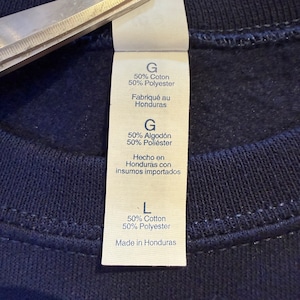 G
50% Coton
50% Polyester
Fabriqué au
Honduras
G
50% Algodón
50% Poliéster
Hecho en
Honduras con
insumos importados
L
50% Cotton
50% Polyester
Made in Honduras